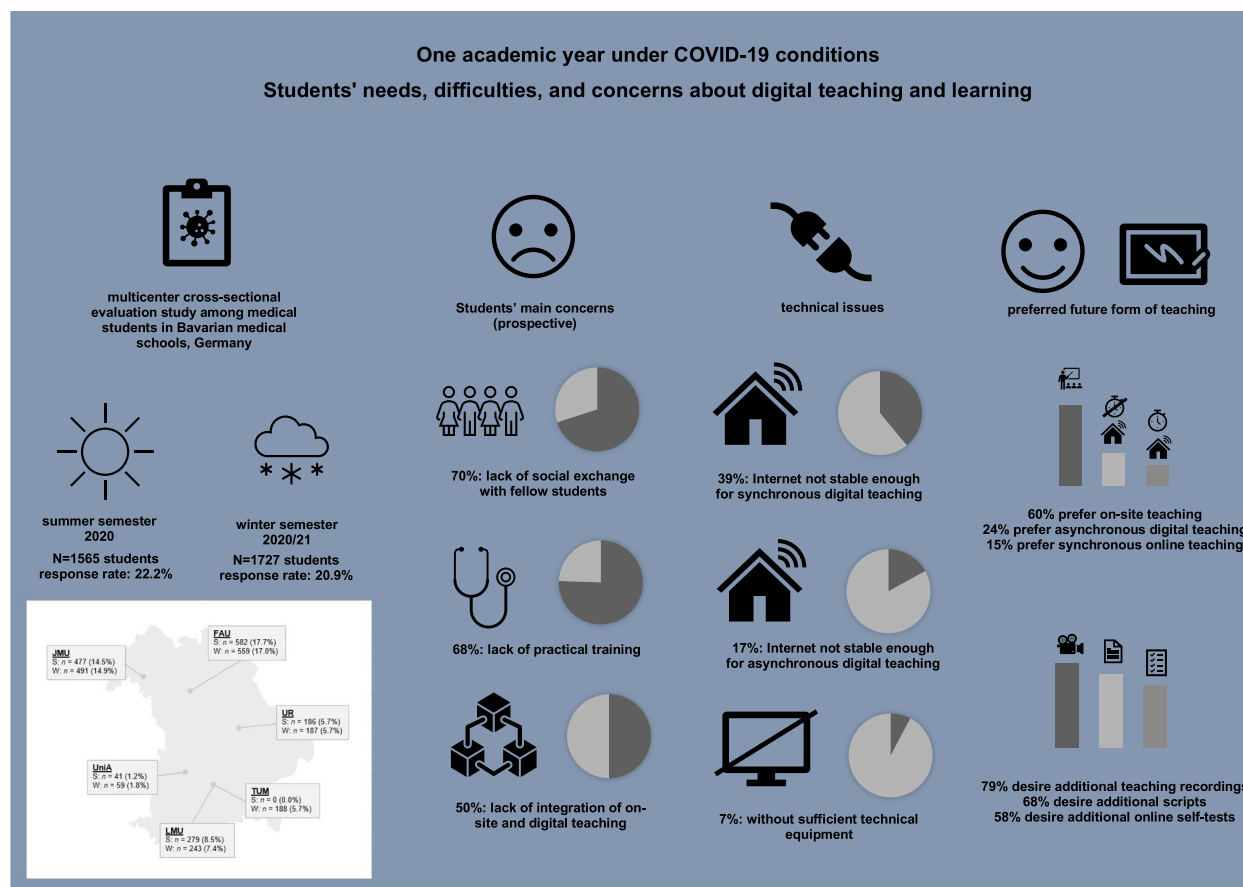 One academic year under COVID-19 conditions
Students' needs, difficulties, and concerns about digital teaching and learning
multicenter cross-sectional
evaluation study among medical
students in Bavarian medical
schools, Germany
summer semester
2020
N=1565 students
response rate: 22.2%
winter semester
2020/21
N=1727 students
response rate: 20.9%
FAU
S: n = 582 (17.7%)
W: n = 559 (17.0%)
JMU
S: n = 477 (14.5%)
W: n = 491 (14.9%)
UR
S: n = 186 (5.7%)
W: n = 187 (5.7%)
UniA
S: n = 41 (1.2%)
W: n = 59 (1.8%)
TUM
S: n = 0 (0.0%)
W: n = 188 (5.7%)
LMU
S: n = 279 (8.5%)
W: n = 243 (7.4%)
Students' main concerns
(prospective)
70%: lack of social exchange
with fellow students
68%: lack of practical training
50%: lack of integration of on-
site and digital teaching
technical issues
39%: Internet not stable enough
for synchronous digital teaching
17%: Internet not stable enough
for asynchronous digital teaching
7%: without sufficient technical
equipment
preferred future form of teaching
60% prefer on-site teaching
24% prefer asynchronous digital teaching
15% prefer synchronous online teaching
79% desire additional teaching recordings
68% desire additional scripts
58% desire additional online self-tests